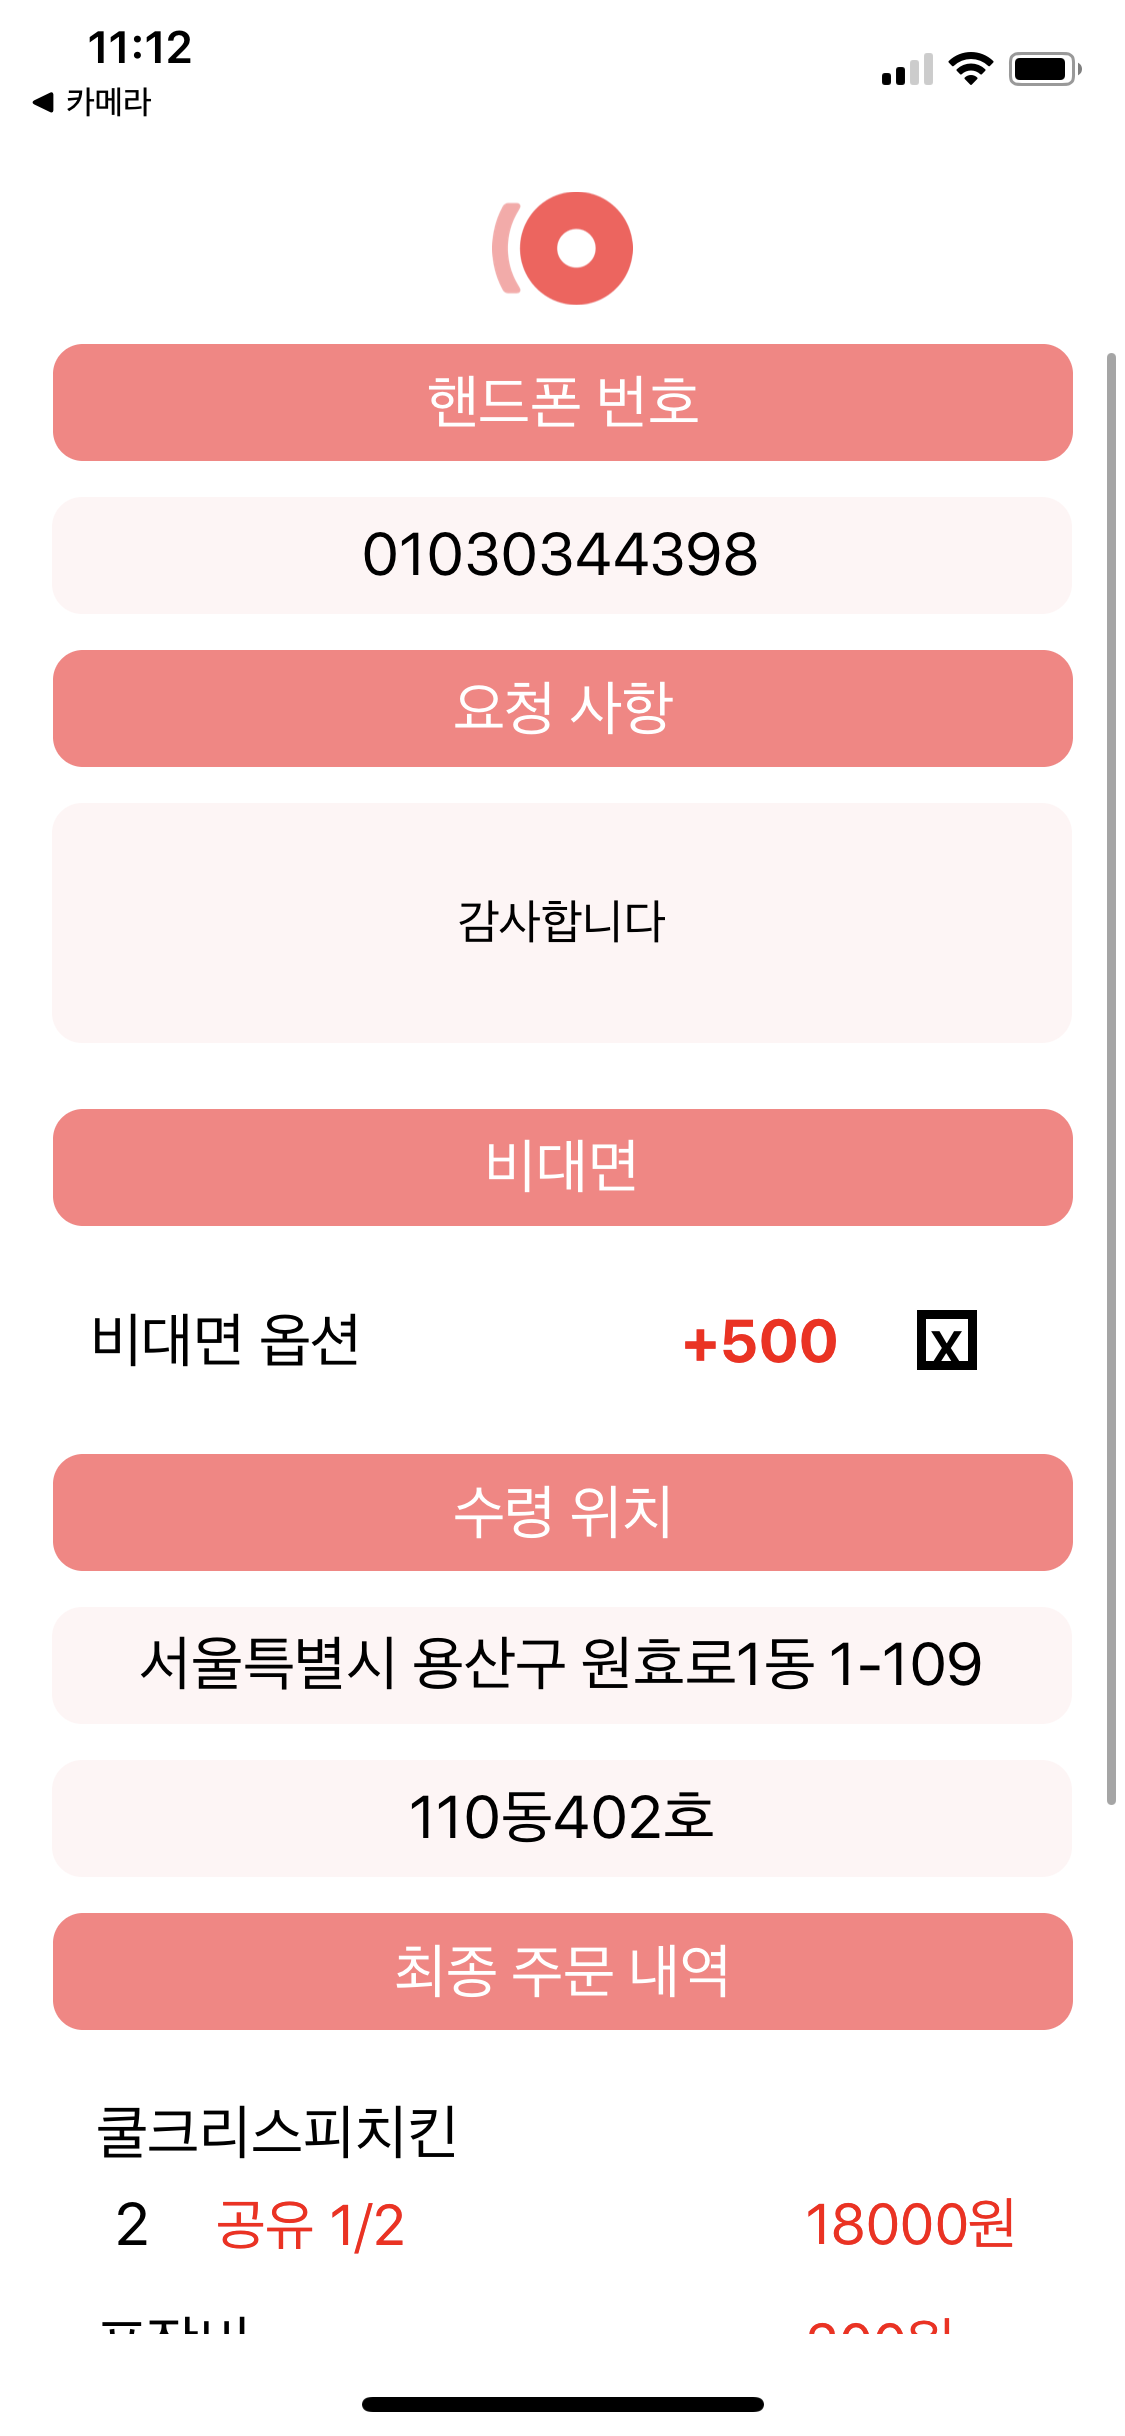 11:12
◀ 카메라
핸드폰 번호
01030344398
요청 사항
감사합니다
비대면
비대면 옵션 +500 X
수령 위치
서울특별시 용산구 원효로1동 1-109
110동402호
최종 주문 내역
쿨크리스피치킨
2 공유 1/2 18000원